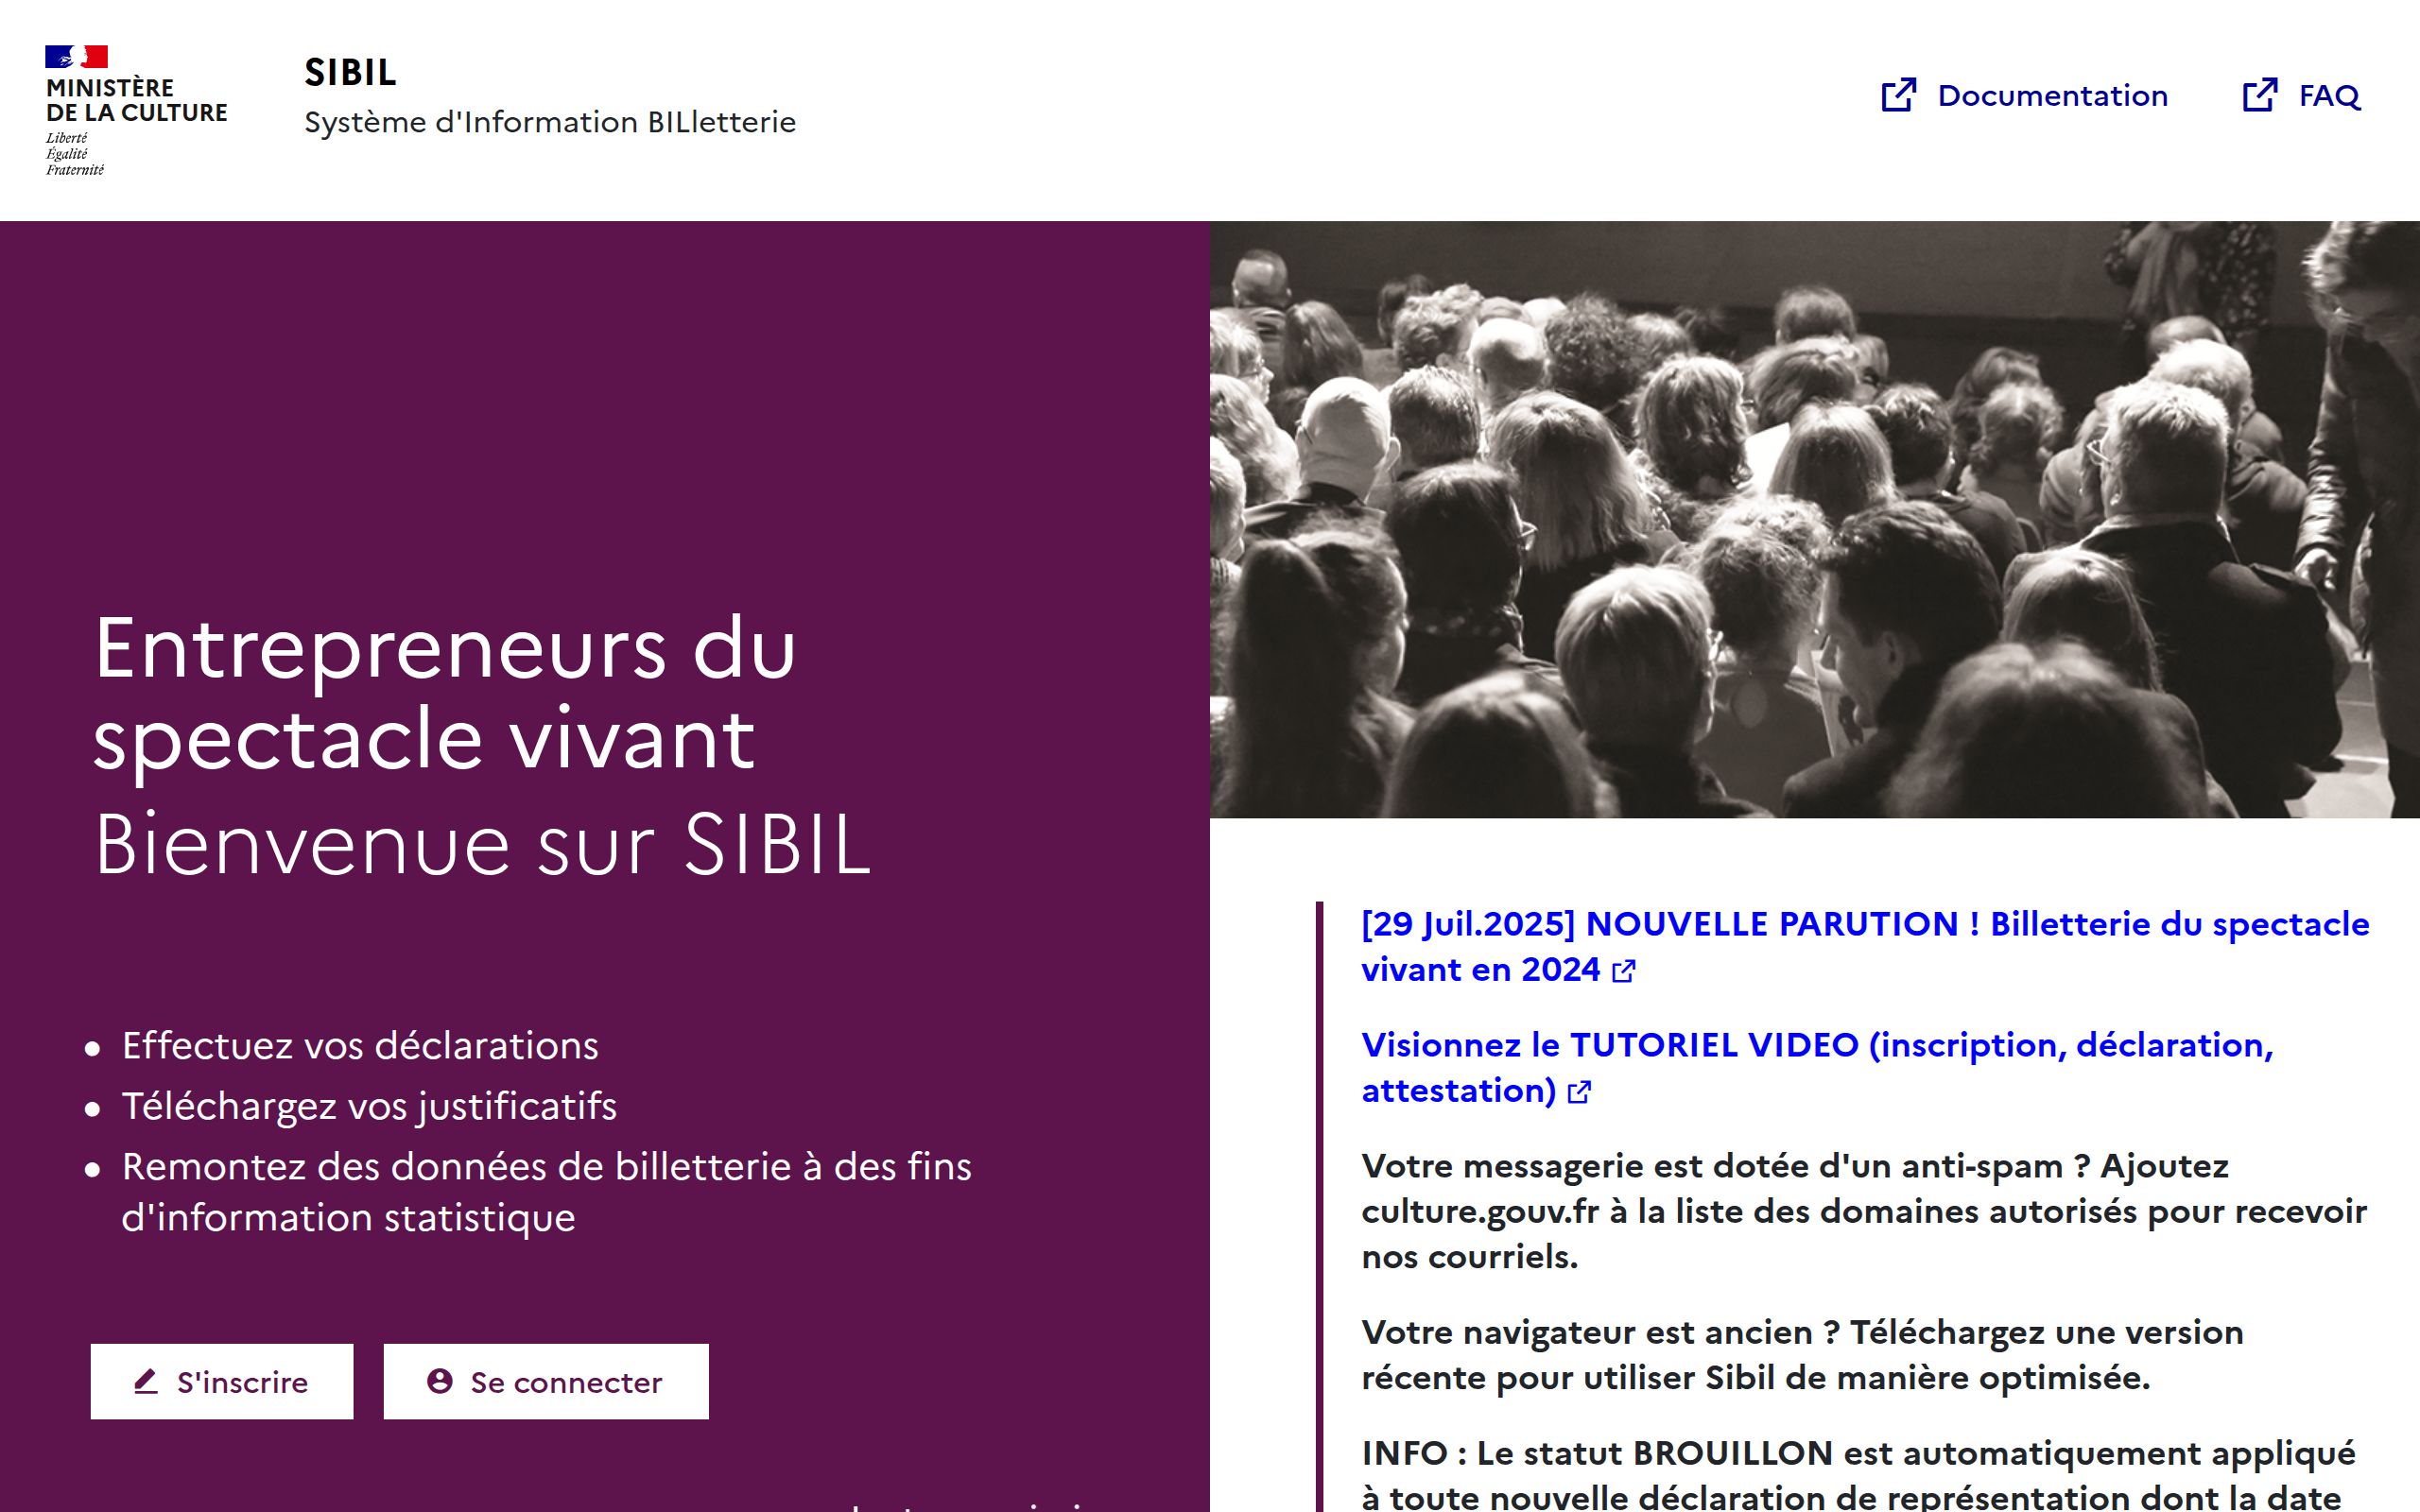 MINISTÈRE
DE LA CULTURE
Liberté
Égalité
Fraternité
SIBIL
Système d'Information BILletterie
Documentation
FAQ
Entrepreneurs du
spectacle vivant
Bienvenue sur SIBIL
• Effectuez vos déclarations
• Téléchargez vos justificatifs
• Remontez des données de billetterie à des fins
d'information statistique
S'inscrire
Se connecter
[29 Juil.2025] NOUVELLE PARUTION ! Billetterie du spectacle
vivant en 2024
Visionnez le TUTORIEL VIDEO (inscription, déclaration,
attestation)
Votre messagerie est dotée d'un anti-spam ? Ajoutez
culture.gouv.fr à la liste des domaines autorisés pour recevoir
nos courriels.
Votre navigateur est ancien ? Téléchargez une version
récente pour utiliser Sibil de manière optimisée.
INFO : Le statut BROUILLON est automatiquement appliqué
à toute nouvelle déclaration de représentation dont la date